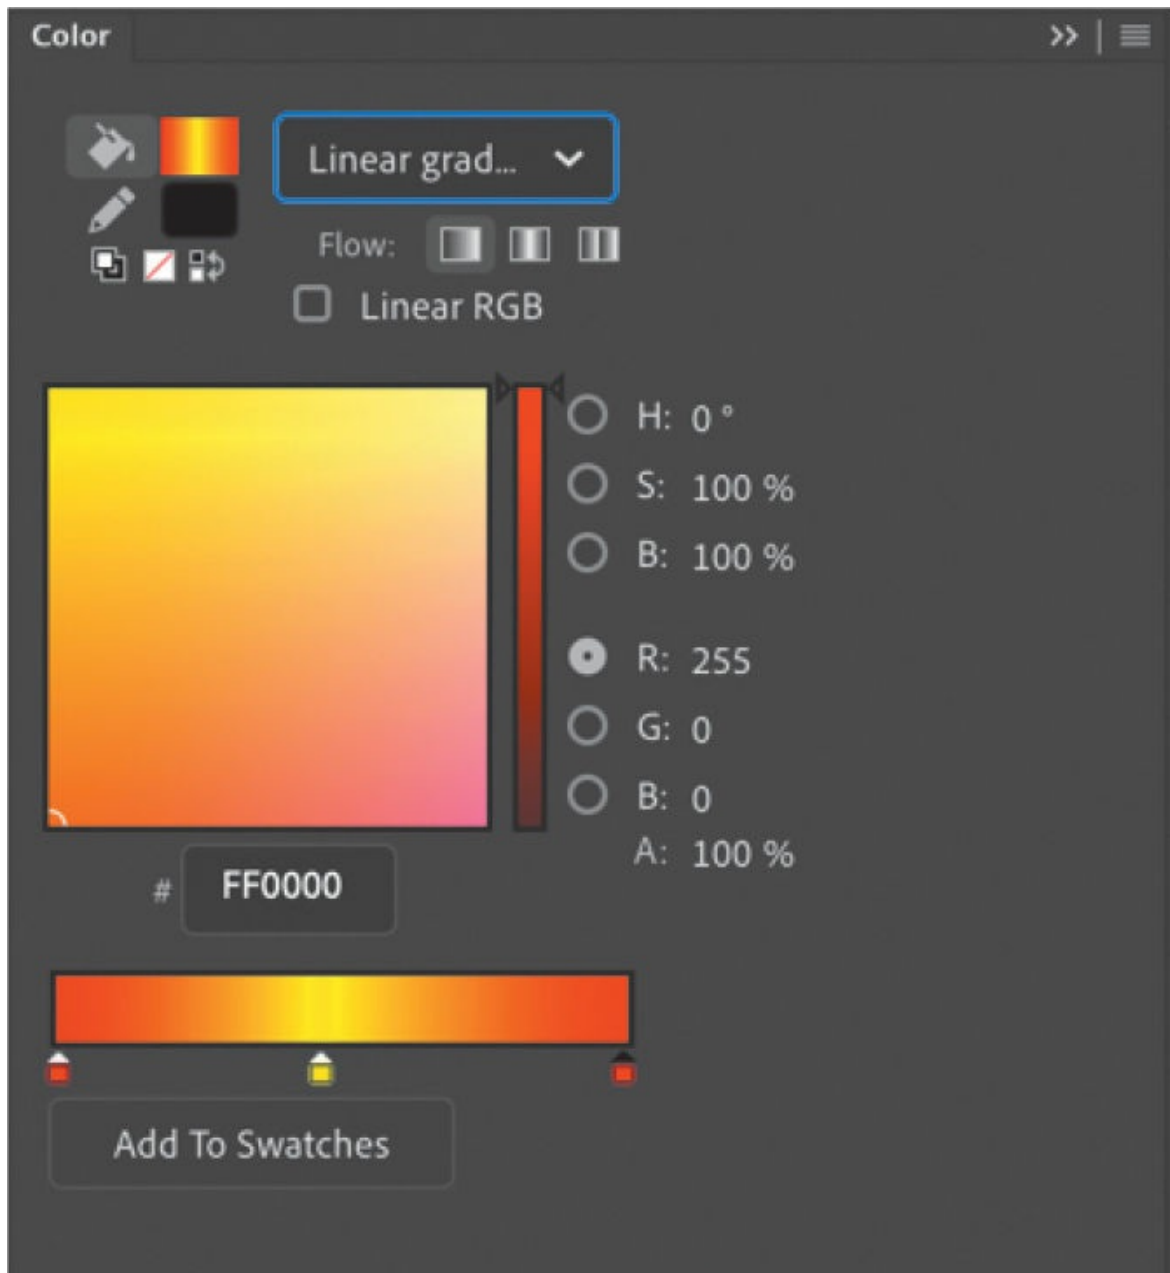 Color
Linear grad...
Flow:
Linear RGB
H: 0 °
S: 100 %
B: 100 %
R: 255
G: 0
B: 0
A: 100 %
# FF0000
Add To Swatches